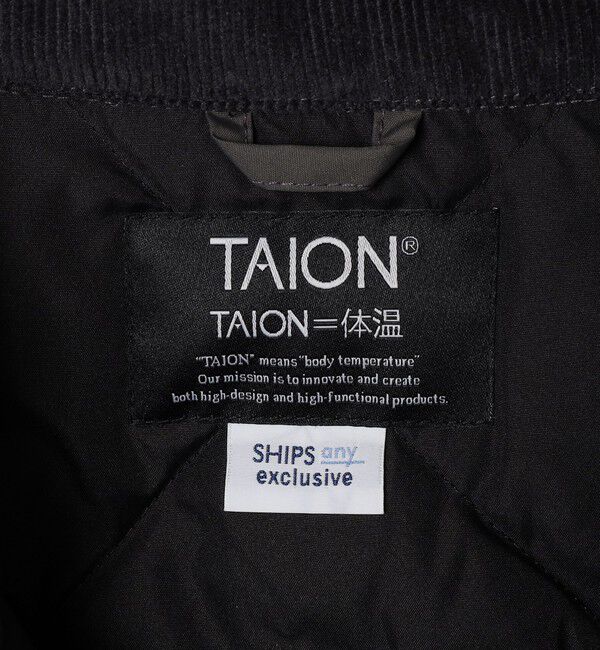 TAION®
TAION=体温
"TAION" means "body temperature"
Our mission is to innovate and create
both high-design and high-functional products.
SHIPS any
exclusive